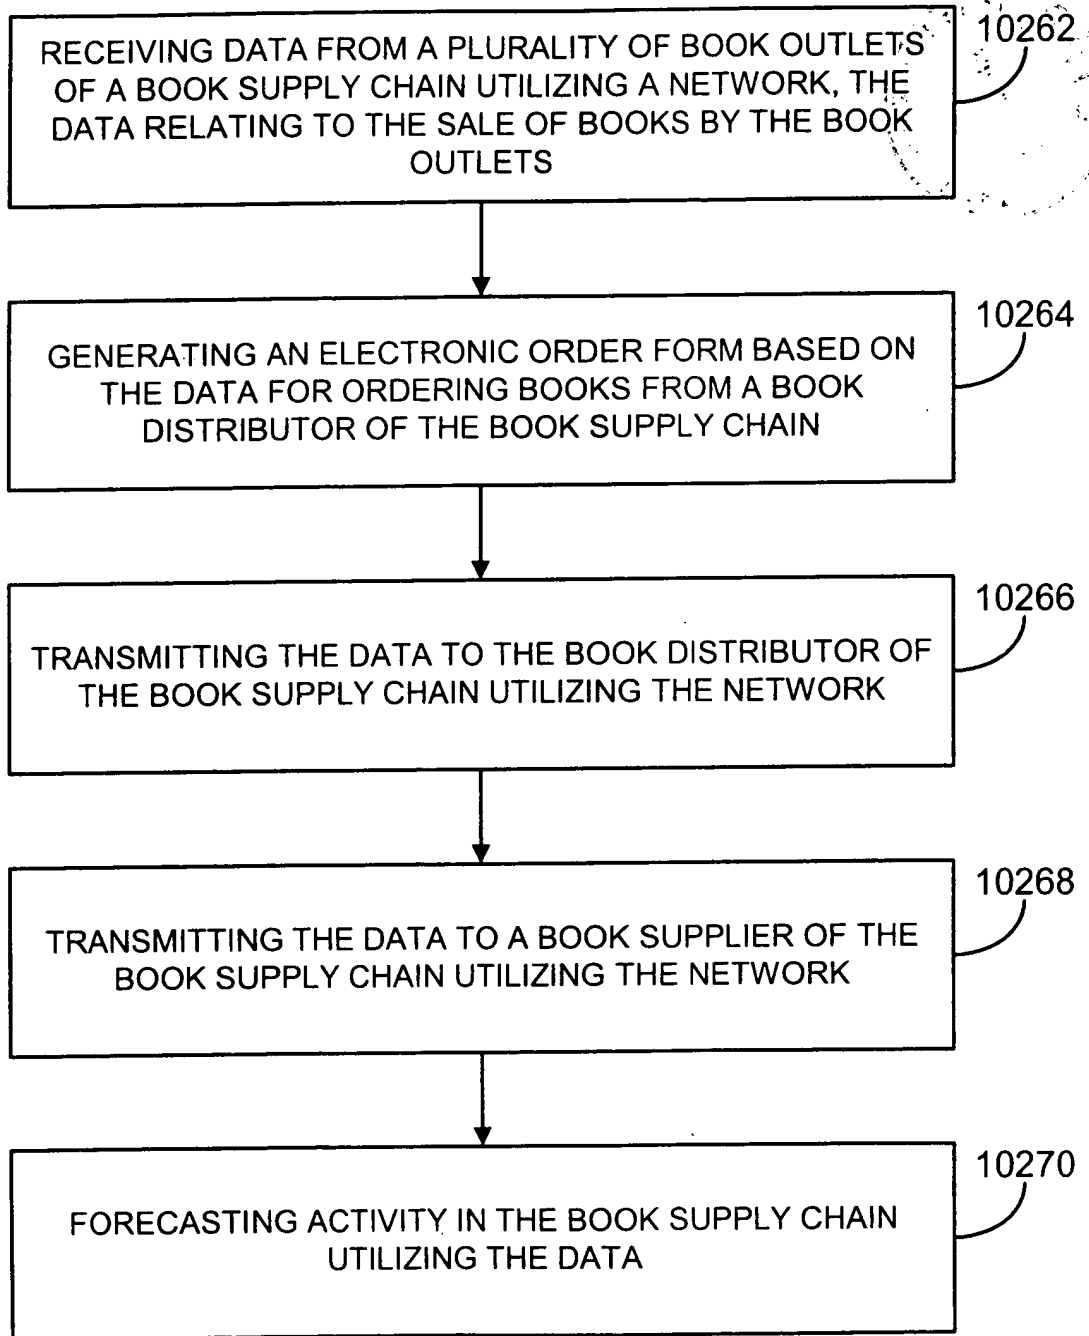 RECEIVING DATA FROM A PLURALITY OF BOOK OUTLETS
OF A BOOK SUPPLY CHAIN UTILIZING A NETWORK, THE
DATA RELATING TO THE SALE OF BOOKS BY THE BOOK
OUTLETS
10262
GENERATING AN ELECTRONIC ORDER FORM BASED ON
THE DATA FOR ORDERING BOOKS FROM A BOOK
DISTRIBUTOR OF THE BOOK SUPPLY CHAIN
10264
TRANSMITTING THE DATA TO THE BOOK DISTRIBUTOR OF
THE BOOK SUPPLY CHAIN UTILIZING THE NETWORK
10266
TRANSMITTING THE DATA TO A BOOK SUPPLIER OF THE
BOOK SUPPLY CHAIN UTILIZING THE NETWORK
10268
FORECASTING ACTIVITY IN THE BOOK SUPPLY CHAIN
UTILIZING THE DATA
10270